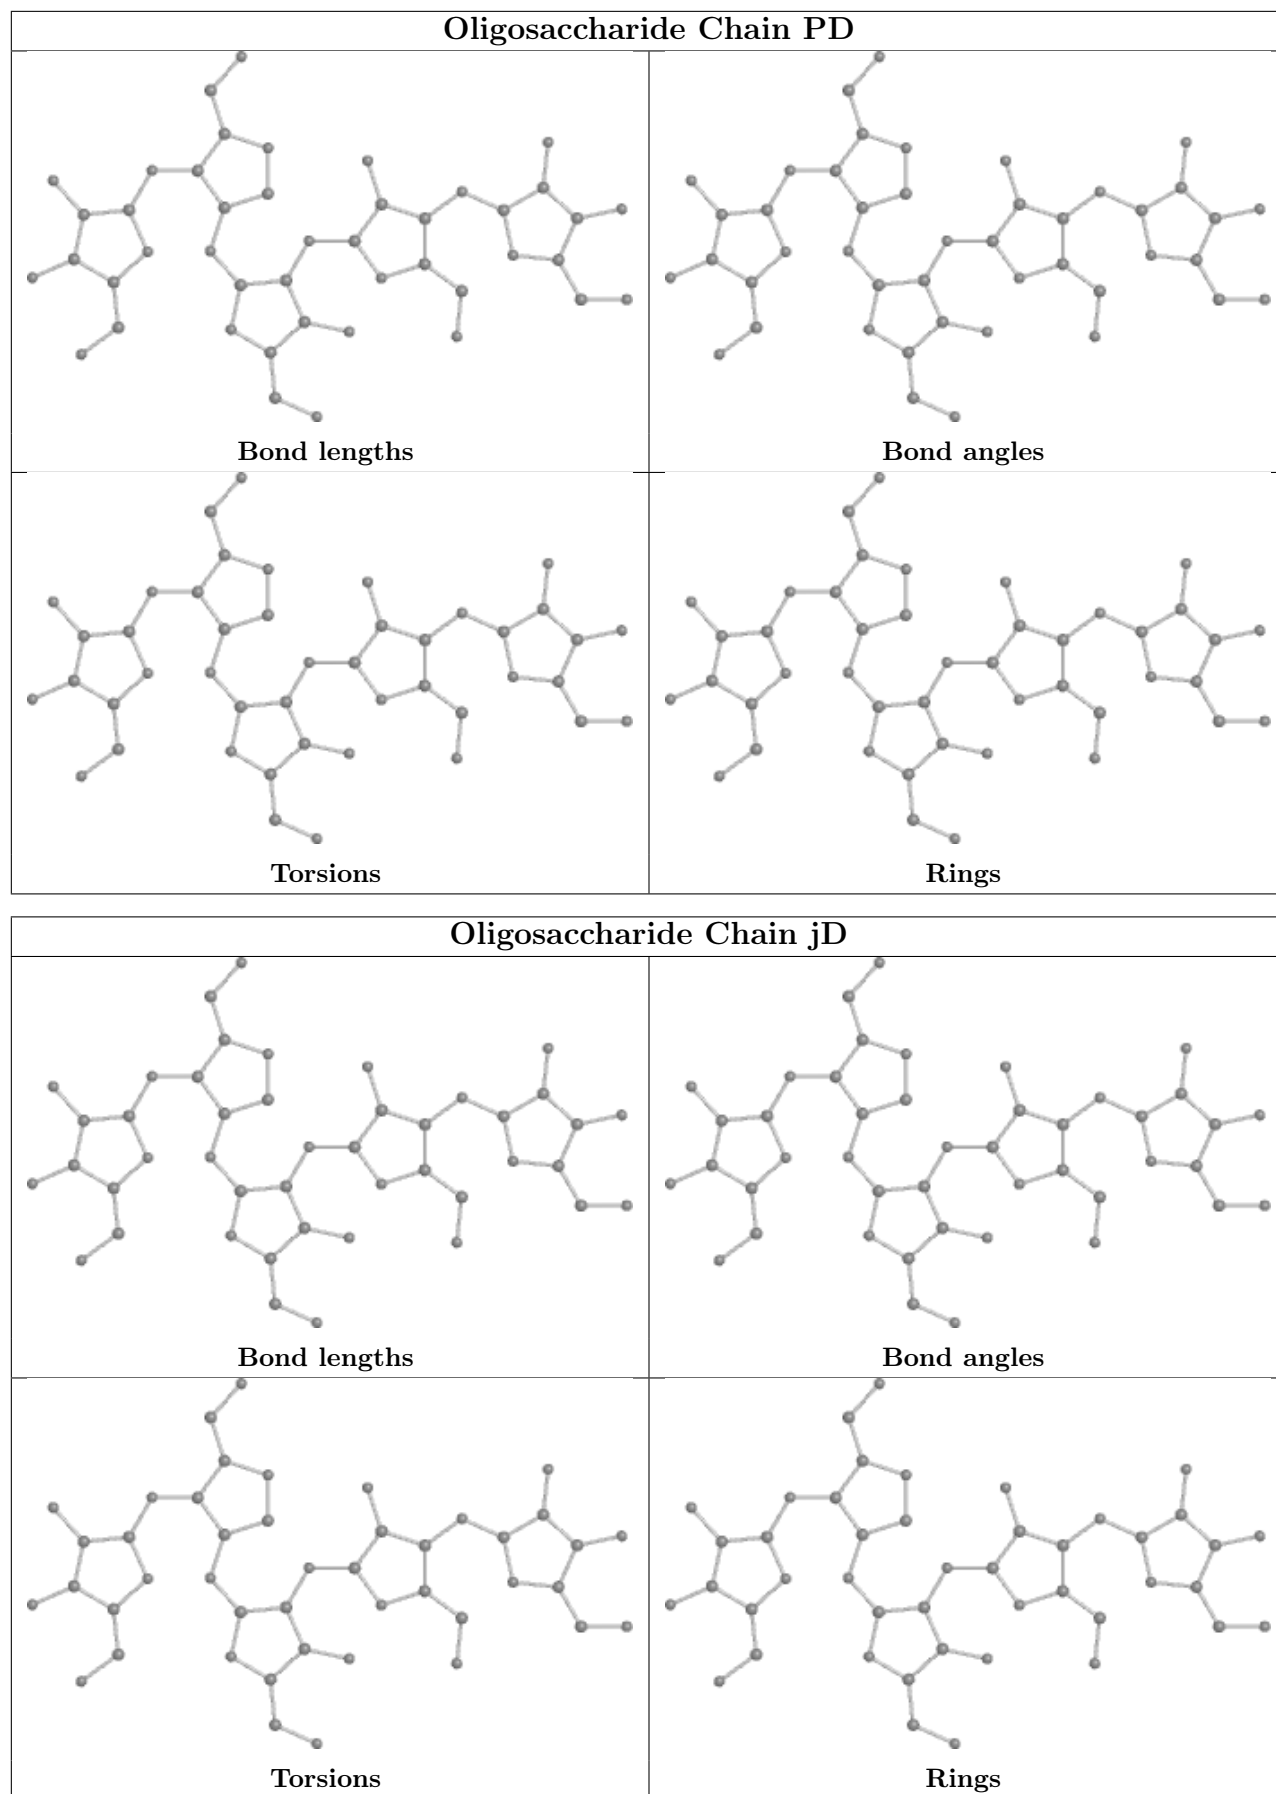 Oligosaccharide Chain PD
Bond lengths
Bond angles
Torsions
Rings
Oligosaccharide Chain jD
Bond lengths
Bond angles
Torsions
Rings